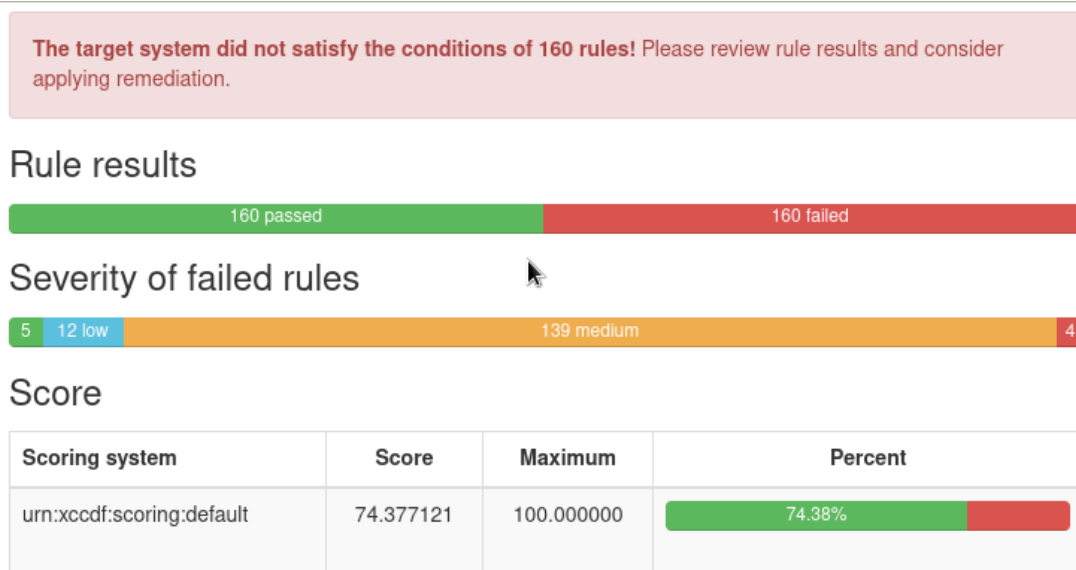 The target system did not satisfy the conditions of 160 rules! Please review rule results and consider
applying remediation.
Rule results
160 passed 160 failed
Severity of failed rules
5 12 low 139 medium 4
Score
Scoring system Score Maximum Percent
urn:xccdf:scoring:default 74.377121 100.000000 74.38%